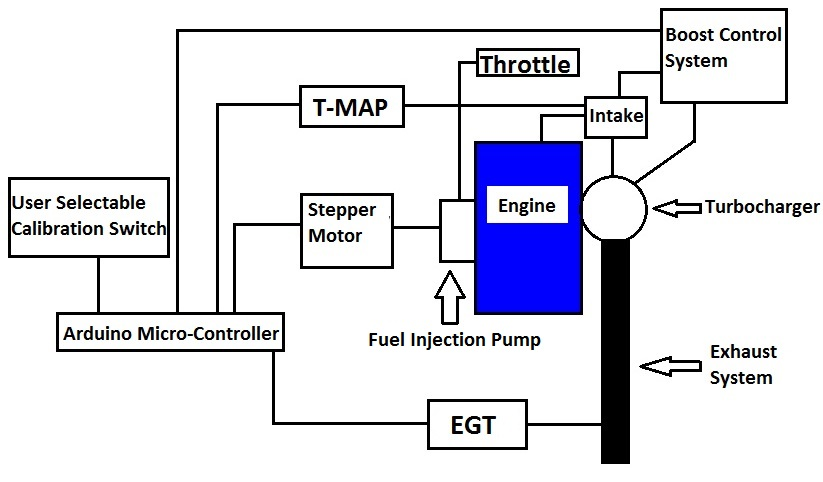 Boost Control
System
Throttle
T-MAP
Intake
User Selectable
Calibration Switch
Stepper
Motor
Engine
Turbocharger
Arduino Micro-Controller
Fuel Injection Pump
Exhaust
System
EGT